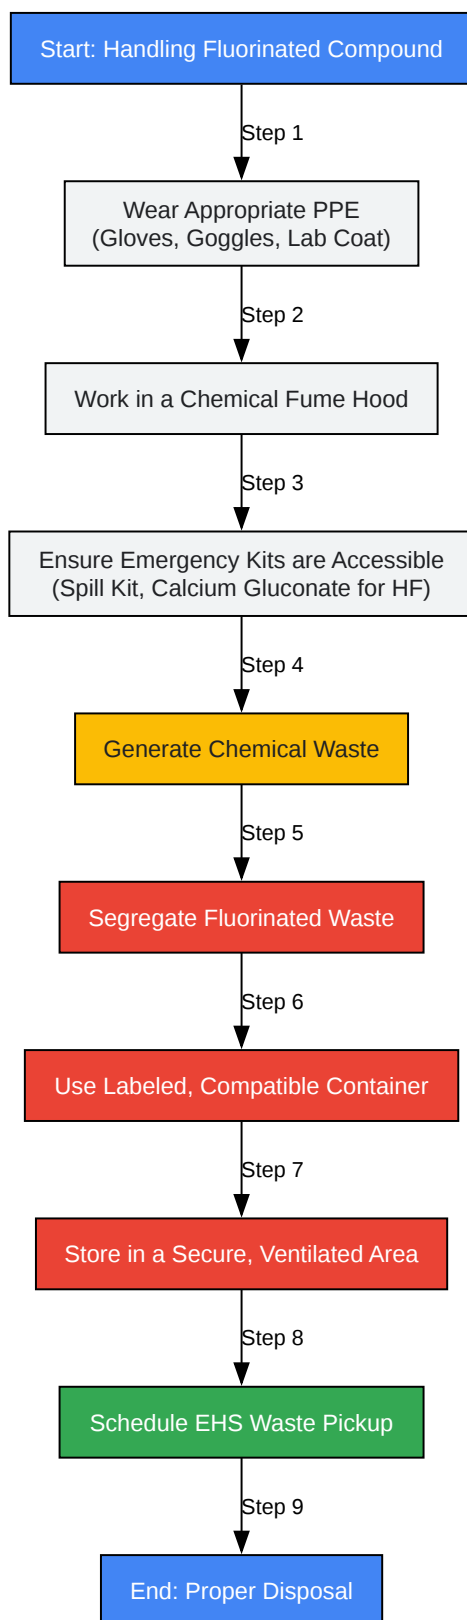 Start: Handling Fluorinated Compound
Step 1
Wear Appropriate PPE
(Gloves, Goggles, Lab Coat)
Step 2
Work in a Chemical Fume Hood
Step 3
Ensure Emergency Kits are Accessible
(Spill Kit, Calcium Gluconate for HF)
Step 4
Generate Chemical Waste
Step 5
Segregate Fluorinated Waste
Step 6
Use Labeled, Compatible Container
Step 7
Store in a Secure, Ventilated Area
Step 8
Schedule EHS Waste Pickup
Step 9
End: Proper Disposal